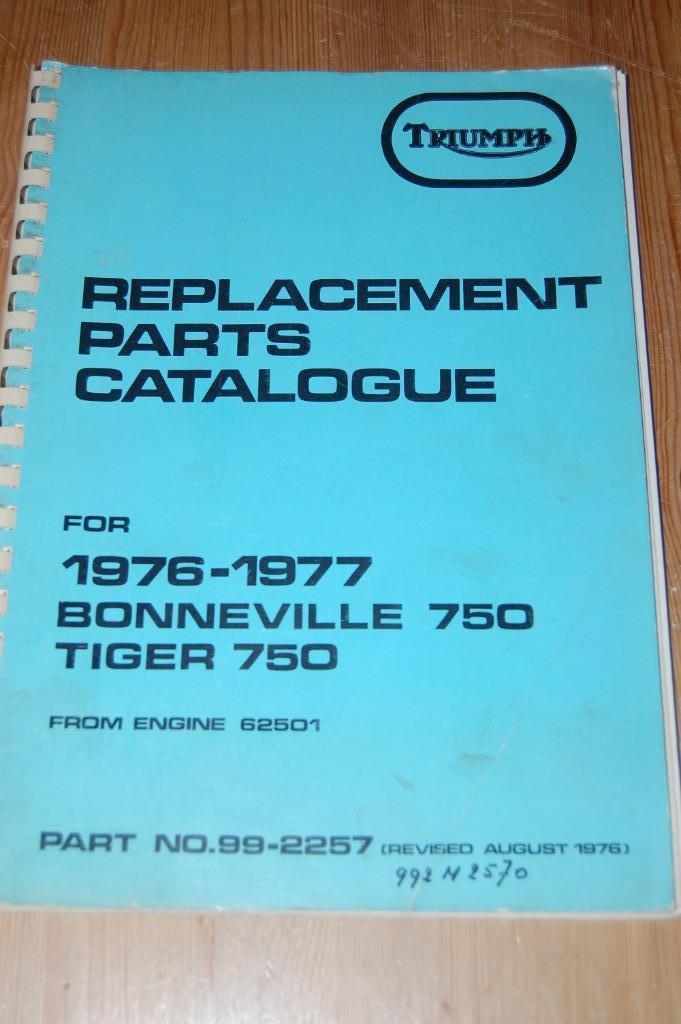 TRIUMPH
REPLACEMENT
PARTS
CATALOGUE
FOR
1976-1977
BONNEVILLE 750
TIGER 750
FROM ENGINE 62501
PART NO.99-2257 (REVISED AUGUST 1976)
992 M 2570